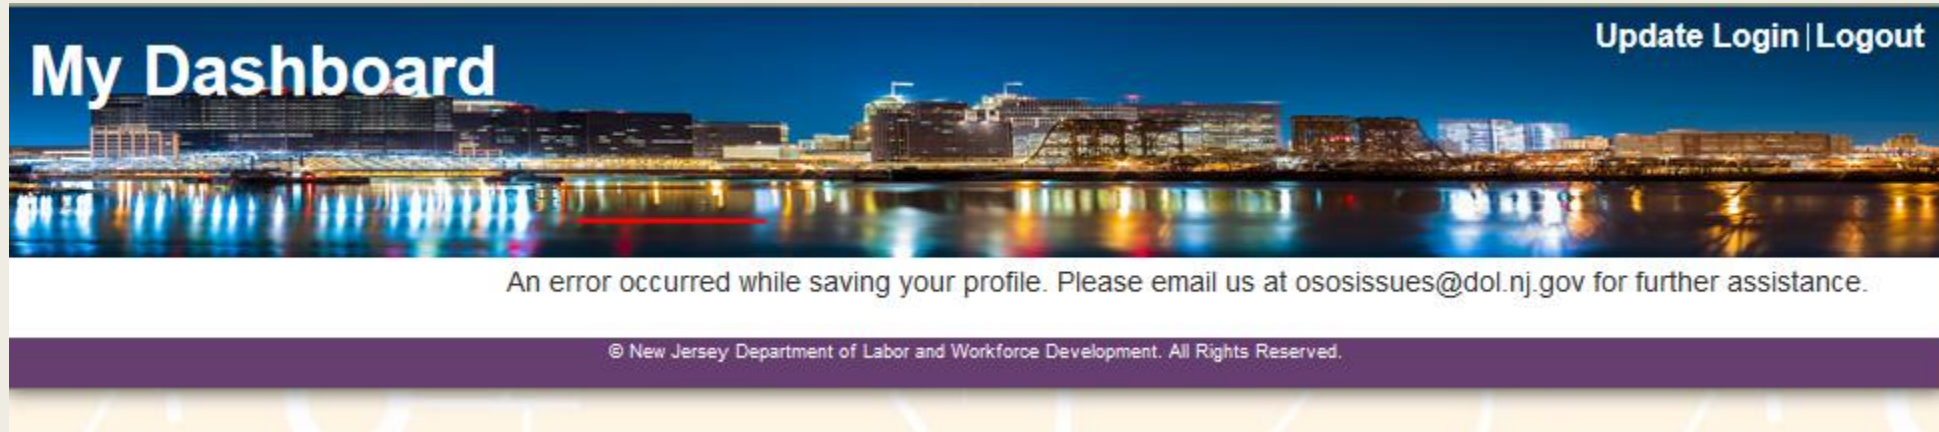 Update Login|Logout
My Dashboard
An error occurred while saving your profile. Please email us at ososissues@dol.nj.gov for further assistance.
© New Jersey Department of Labor and Workforce Development. All Rights Reserved.